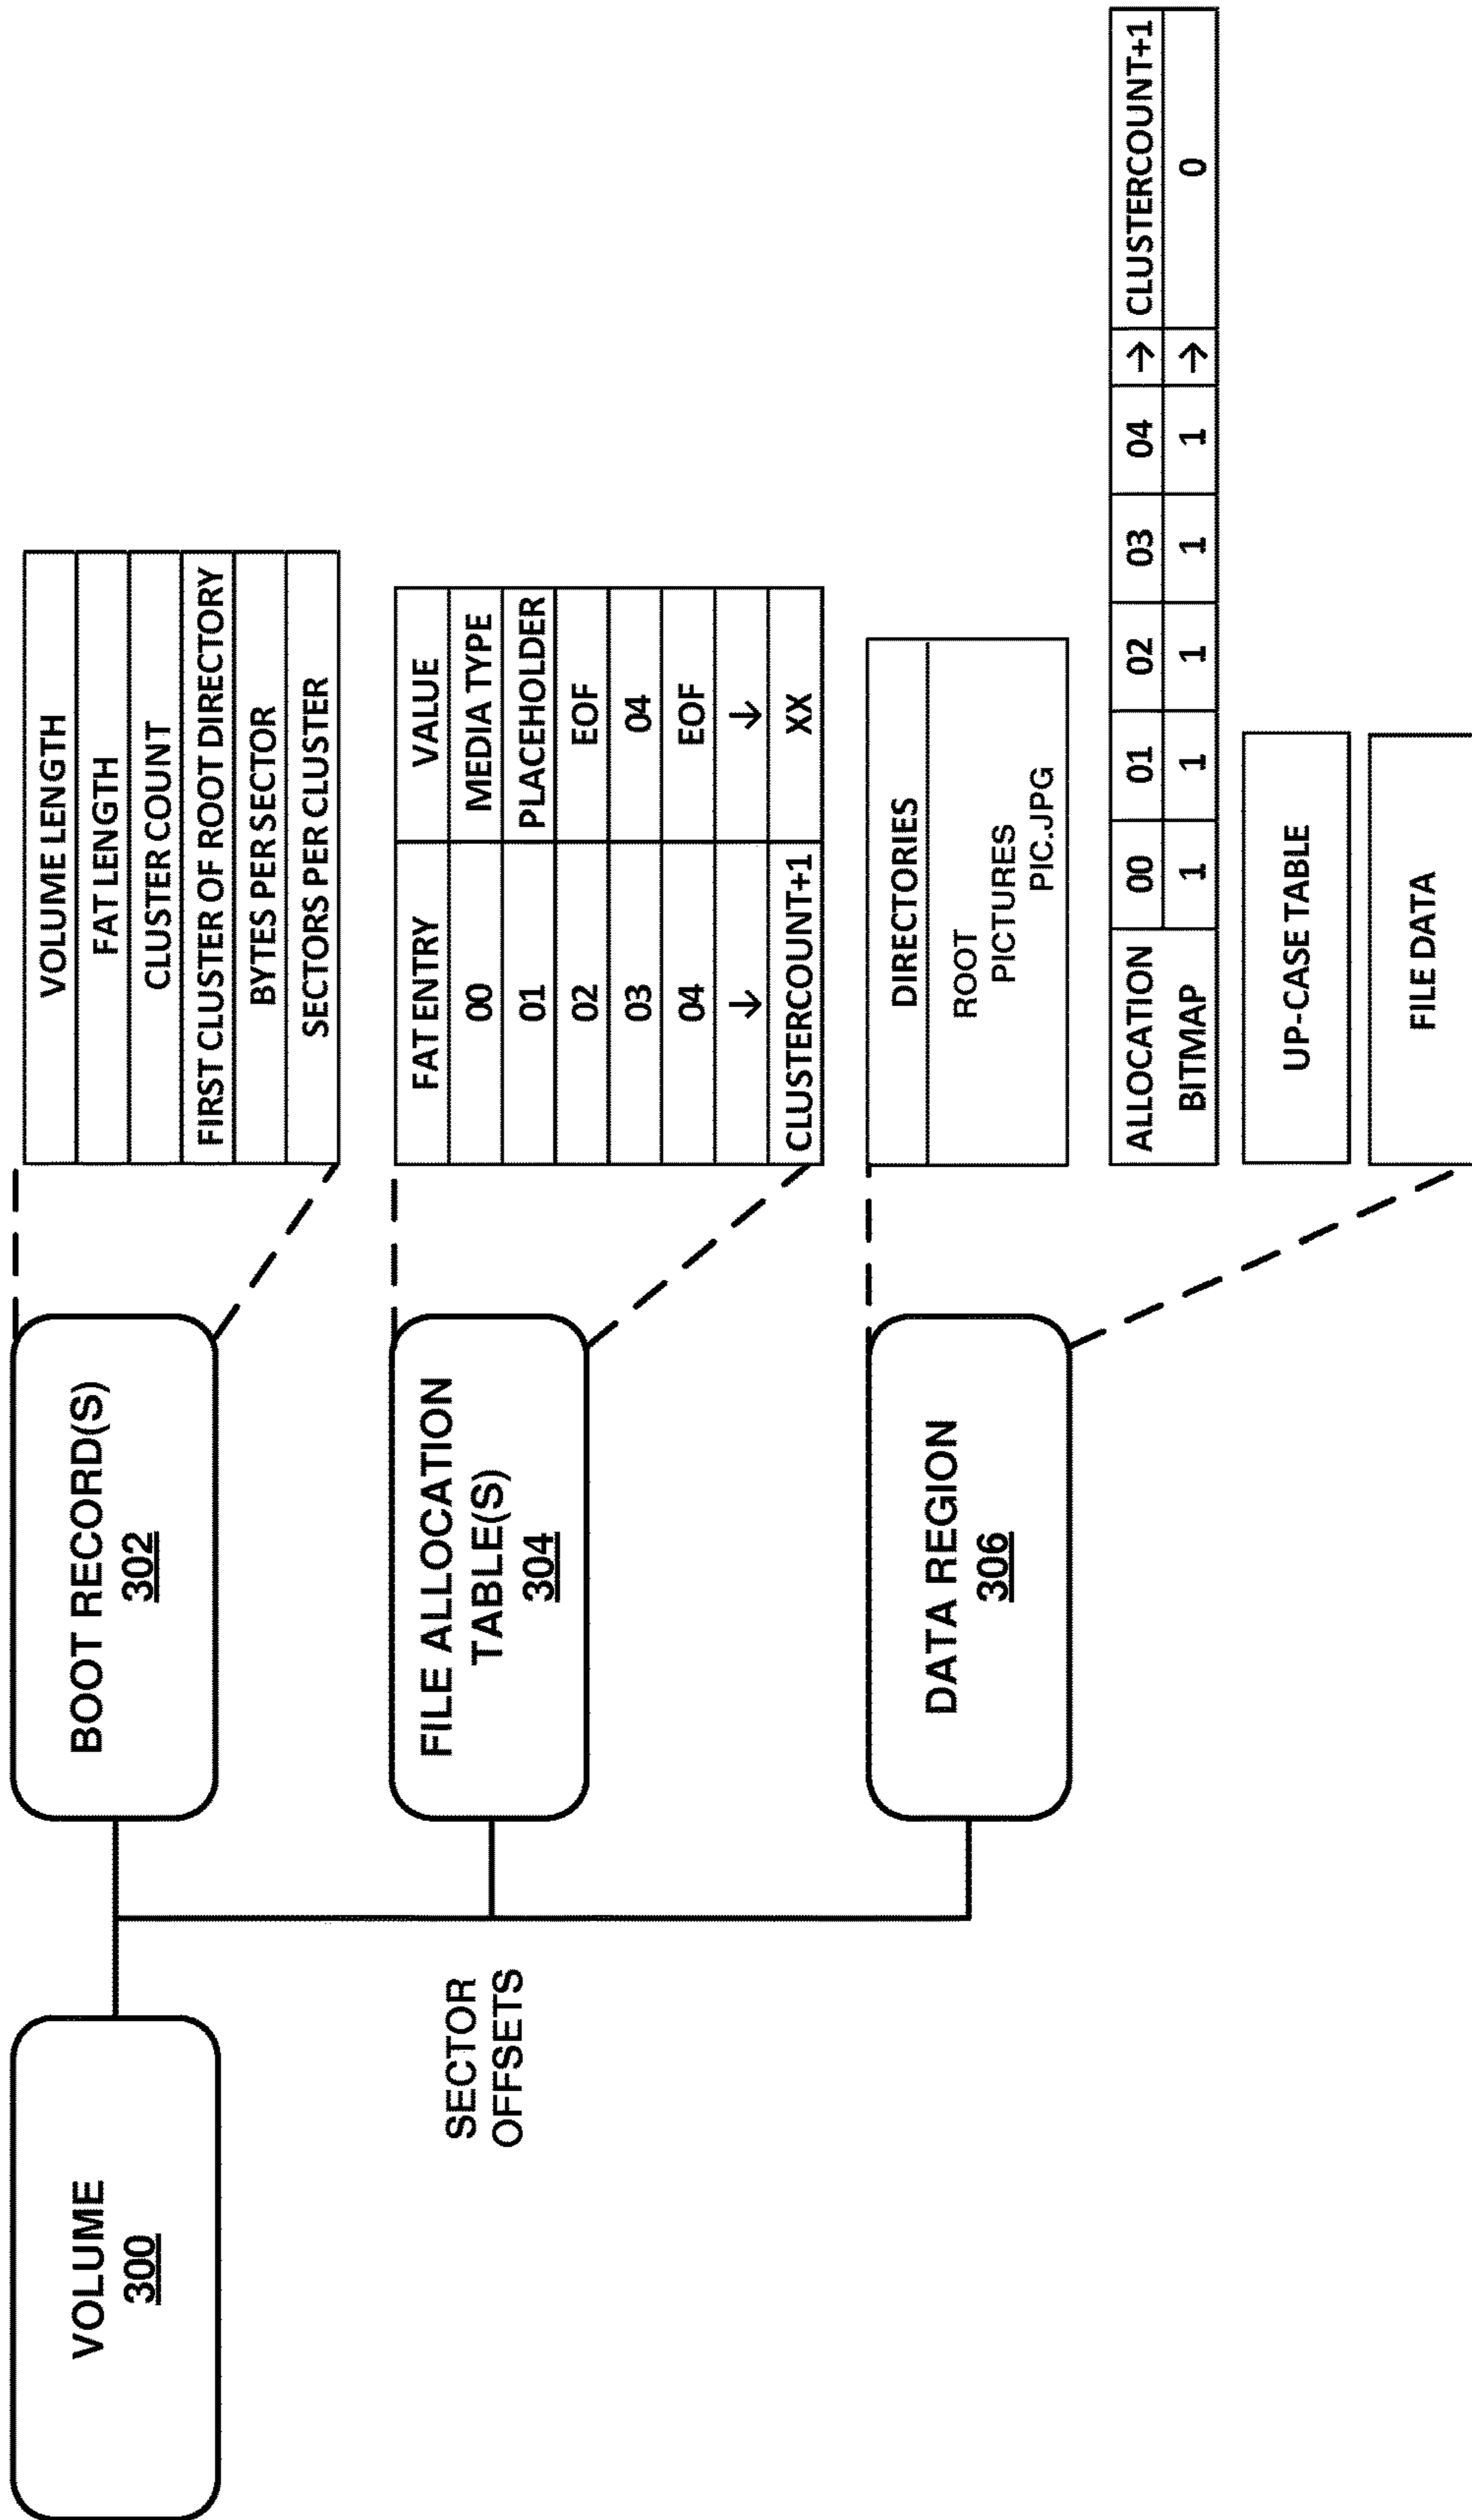 VOLUME
300
SECTOR
OFFSETS
BOOT RECORD(S)
302
VOLUME LENGTH
FAT LENGTH
CLUSTER COUNT
FIRST CLUSTER OF ROOT DIRECTORY
BYTES PER SECTOR
SECTORS PER CLUSTER
FILE ALLOCATION
TABLE(S)
304
FAT ENTRY VALUE
00 MEDIA TYPE
01 PLACEHOLDER
02 EOF
03 04
04 EOF
↓ ↓
CLUSTERCOUNT+1 XX
DATA REGION
306
DIRECTORIES
ROOT
PICTURES
PIC.JPG
ALLOCATION 00 01 02 03 04 → CLUSTERCOUNT+1
BITMAP 1 1 1 1 1 → 0
UP-CASE TABLE
FILE DATA